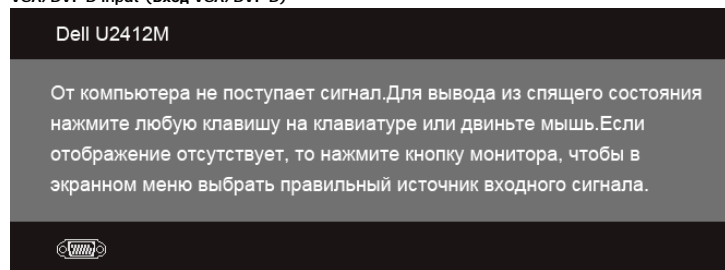 VGA/DVI-D input (Вход VGA/DVI-D)
Dell U2412M
От компьютера не поступает сигнал.Для вывода из спящего состояния
нажмите любую клавишу на клавиатуре или двиньте мышь.Если
отображение отсутствует, то нажмите кнопку монитора, чтобы в
экранном меню выбрать правильный источник входного сигнала.